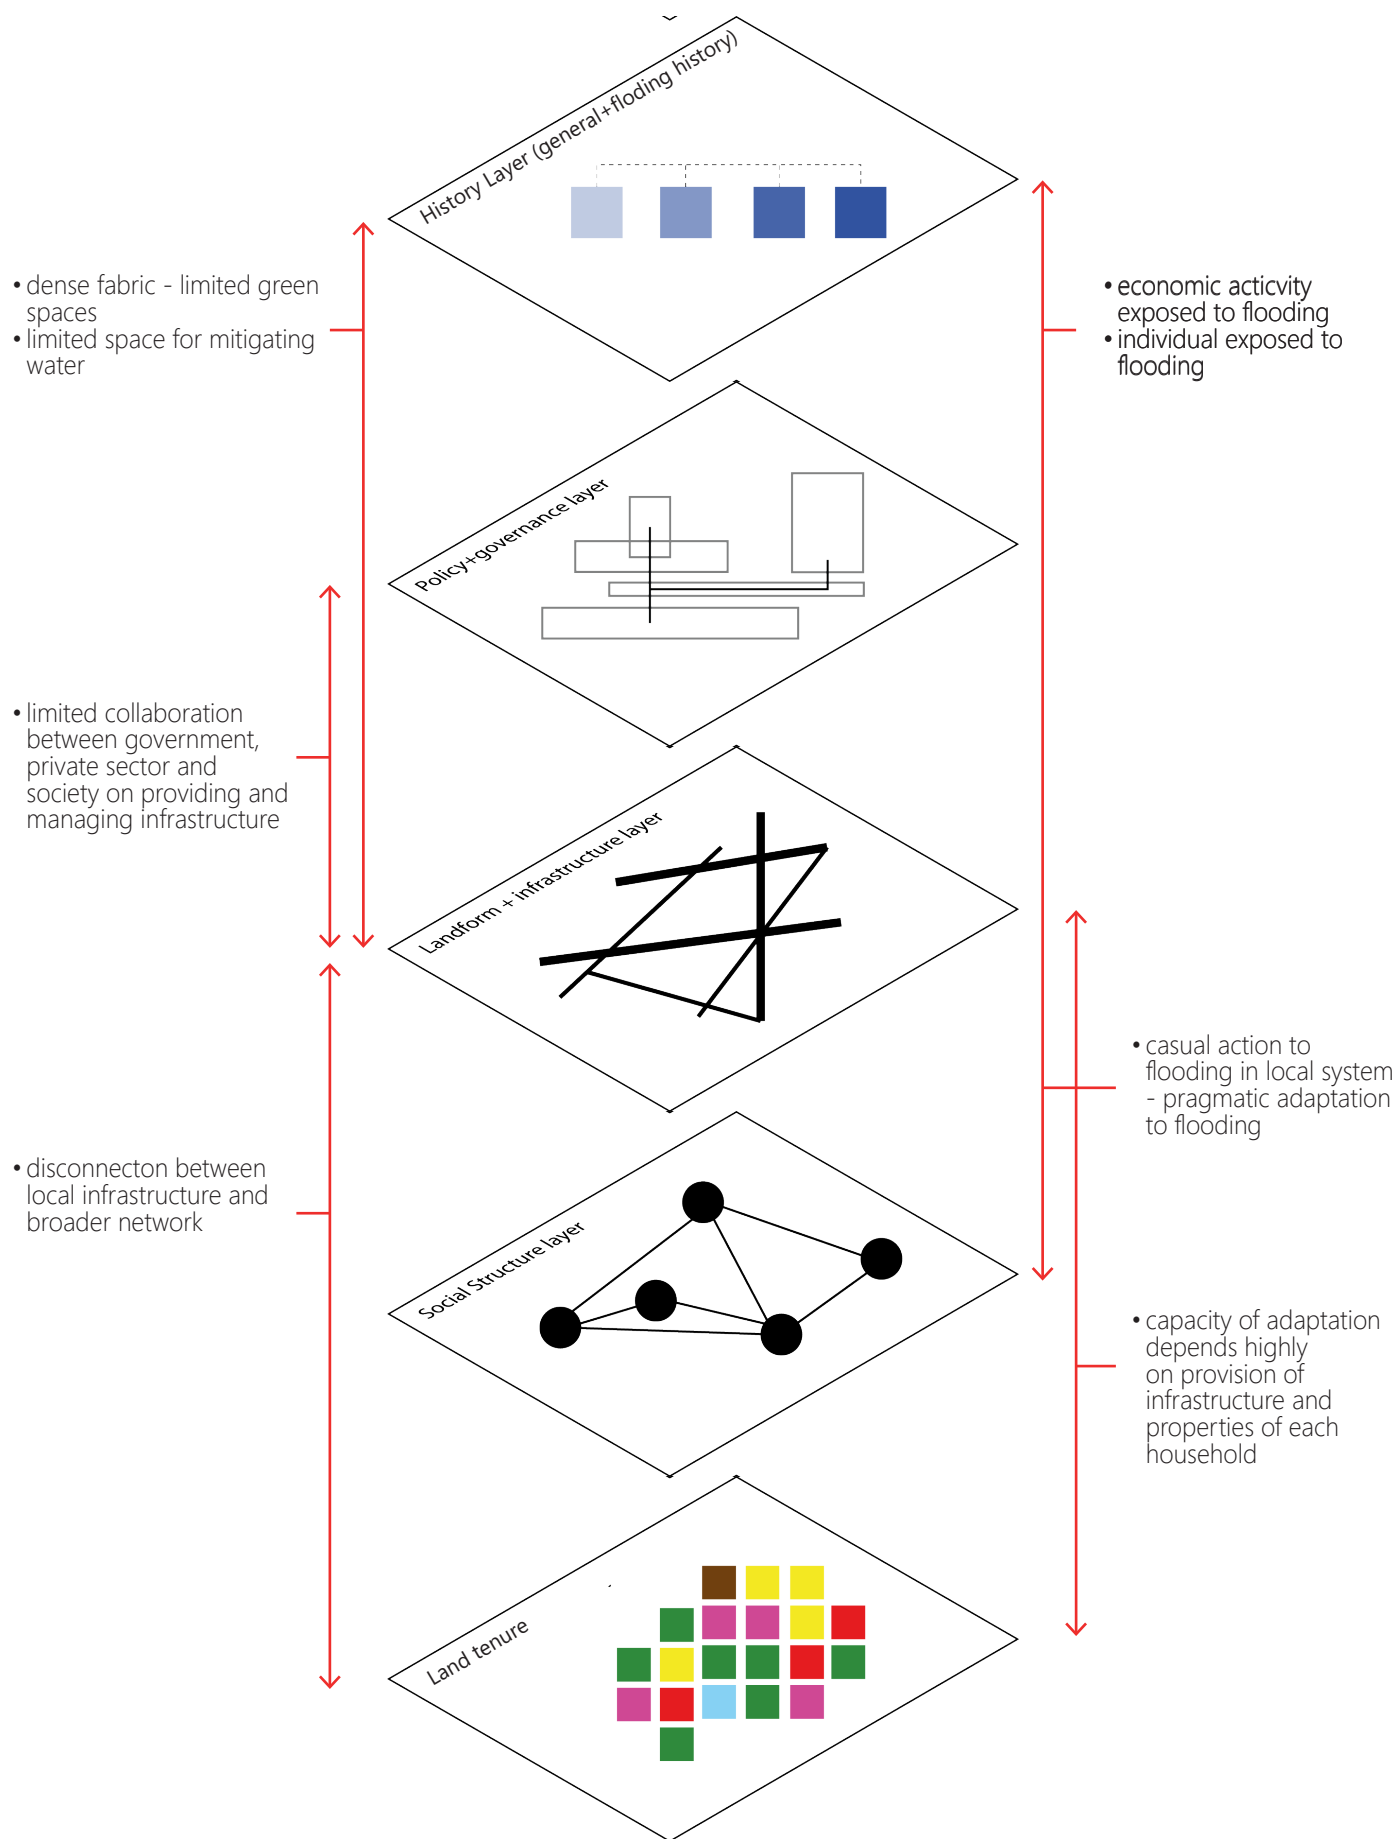 History Layer (general+floding history)
• dense fabric - limited green
spaces
• limited space for mitigating
water
• economic acticvity
exposed to flooding
• individual exposed to
flooding
Policy+governance layer
• limited collaboration
between government,
private sector and
society on providing and
managing infrastructure
Landform + infrastructure layer
• casual action to
flooding in local system
- pragmatic adaptation
to flooding
• disconnecton between
local infrastructure and
broader network
Social Structure layer
• capacity of adaptation
depends highly
on provision of
infrastructure and
properties of each
household
Land tenure